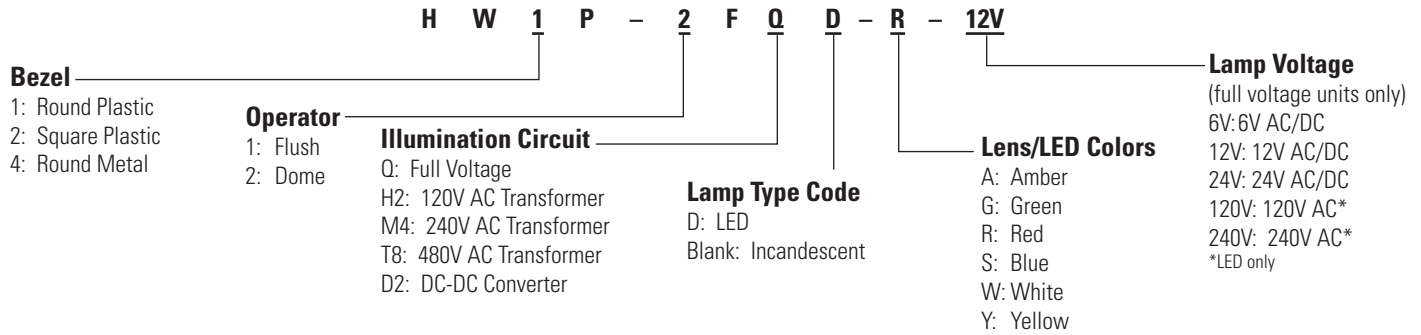 H W 1 P – 2 F Q D – R – 12V
Bezel
1: Round Plastic
2: Square Plastic
4: Round Metal
Operator
1: Flush
2: Dome
Illumination Circuit
Q: Full Voltage
H2: 120V AC Transformer
M4: 240V AC Transformer
T8: 480V AC Transformer
D2: DC-DC Converter
Lamp Type Code
D: LED
Blank: Incandescent
Lens/LED Colors
A: Amber
G: Green
R: Red
S: Blue
W: White
Y: Yellow
Lamp Voltage
(full voltage units only)
6V: 6V AC/DC
12V: 12V AC/DC
24V: 24V AC/DC
120V: 120V AC*
240V: 240V AC*
*LED only